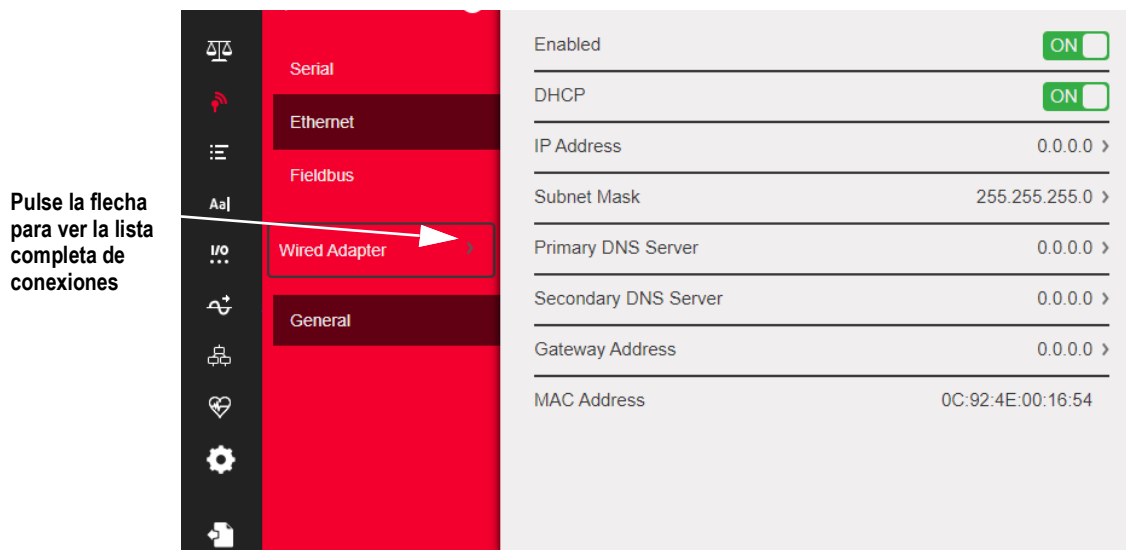 Pulse la flecha
para ver la lista
completa de
conexiones
Aa
I/O
Serial
Ethernet
Fieldbus
Wired Adapter
General
Enabled ON
DHCP ON
IP Address 0.0.0.0
Subnet Mask 255.255.255.0
Primary DNS Server 0.0.0.0
Secondary DNS Server 0.0.0.0
Gateway Address 0.0.0.0
MAC Address 0C:92:4E:00:16:54